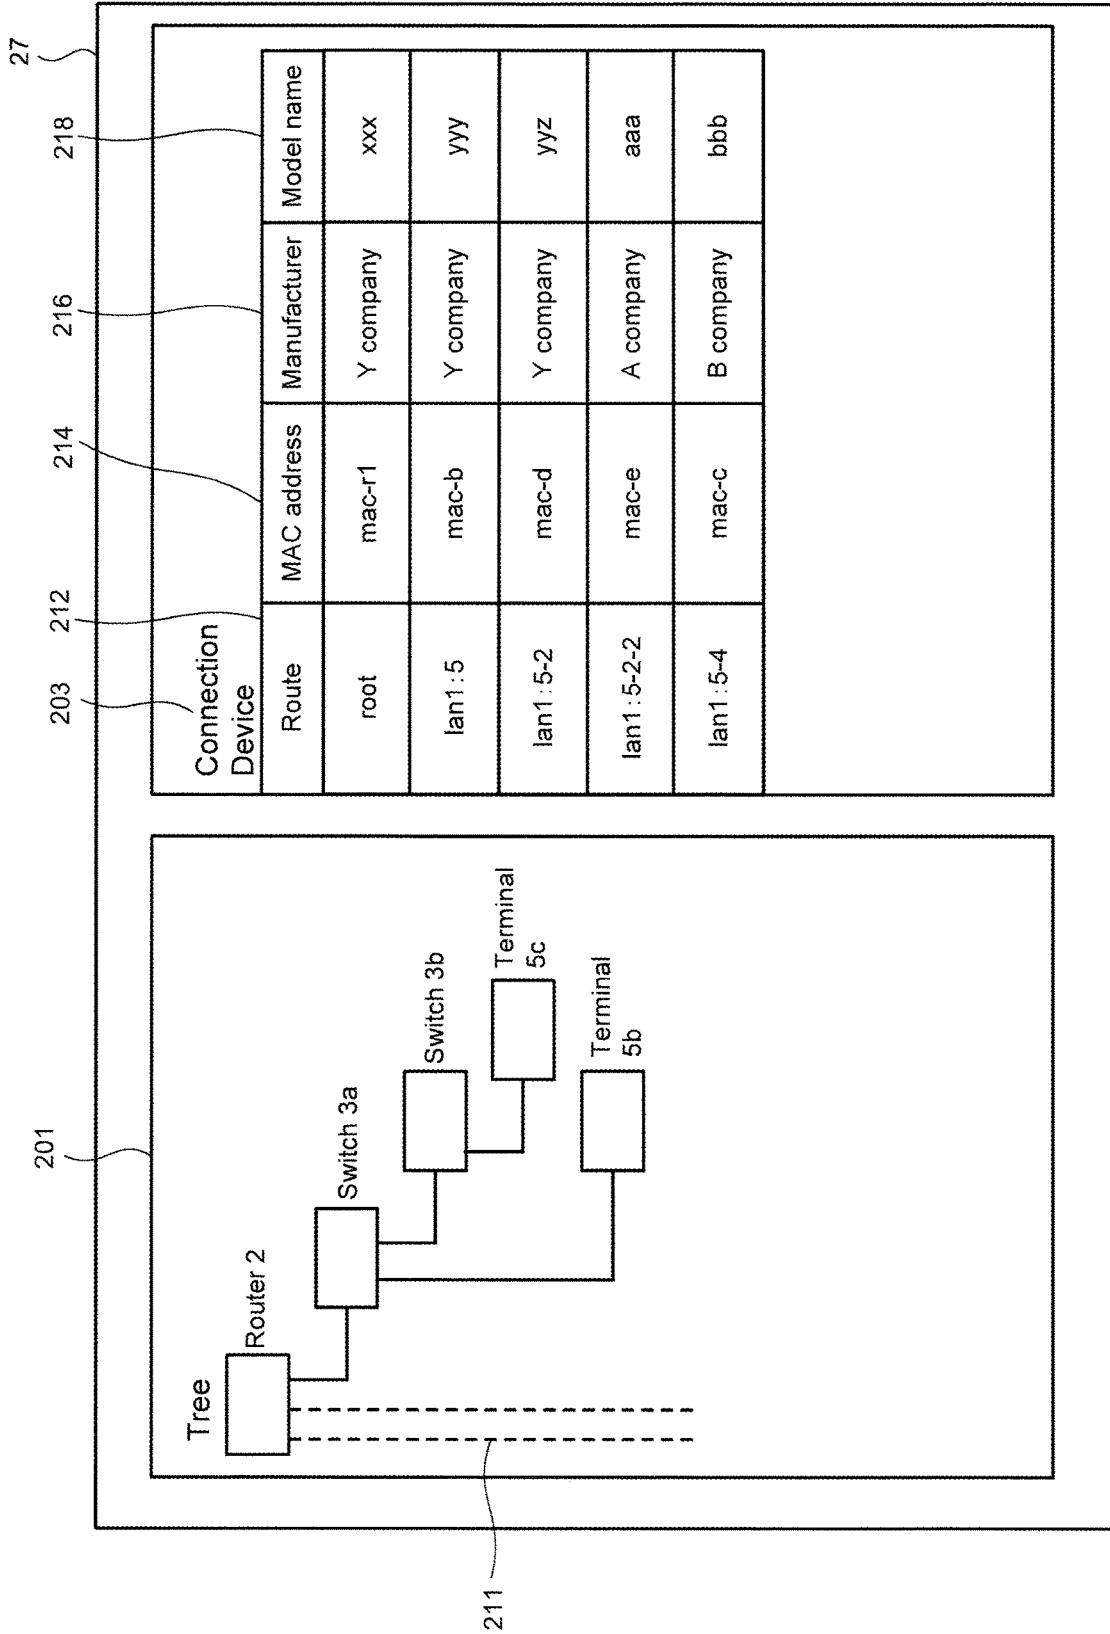 27
201
203
212
214
216
218
Tree
Router 2
Switch 3a
Switch 3b
Terminal
5c
Terminal
5b
211
Connection
Device
Route MAC address Manufacturer Model name
root mac-r1 Y company xxx
lan1:5 mac-b Y company yyy
lan1:5-2 mac-d Y company yyz
lan1:5-2-2 mac-e A company aaa
lan1:5-4 mac-c B company bbb